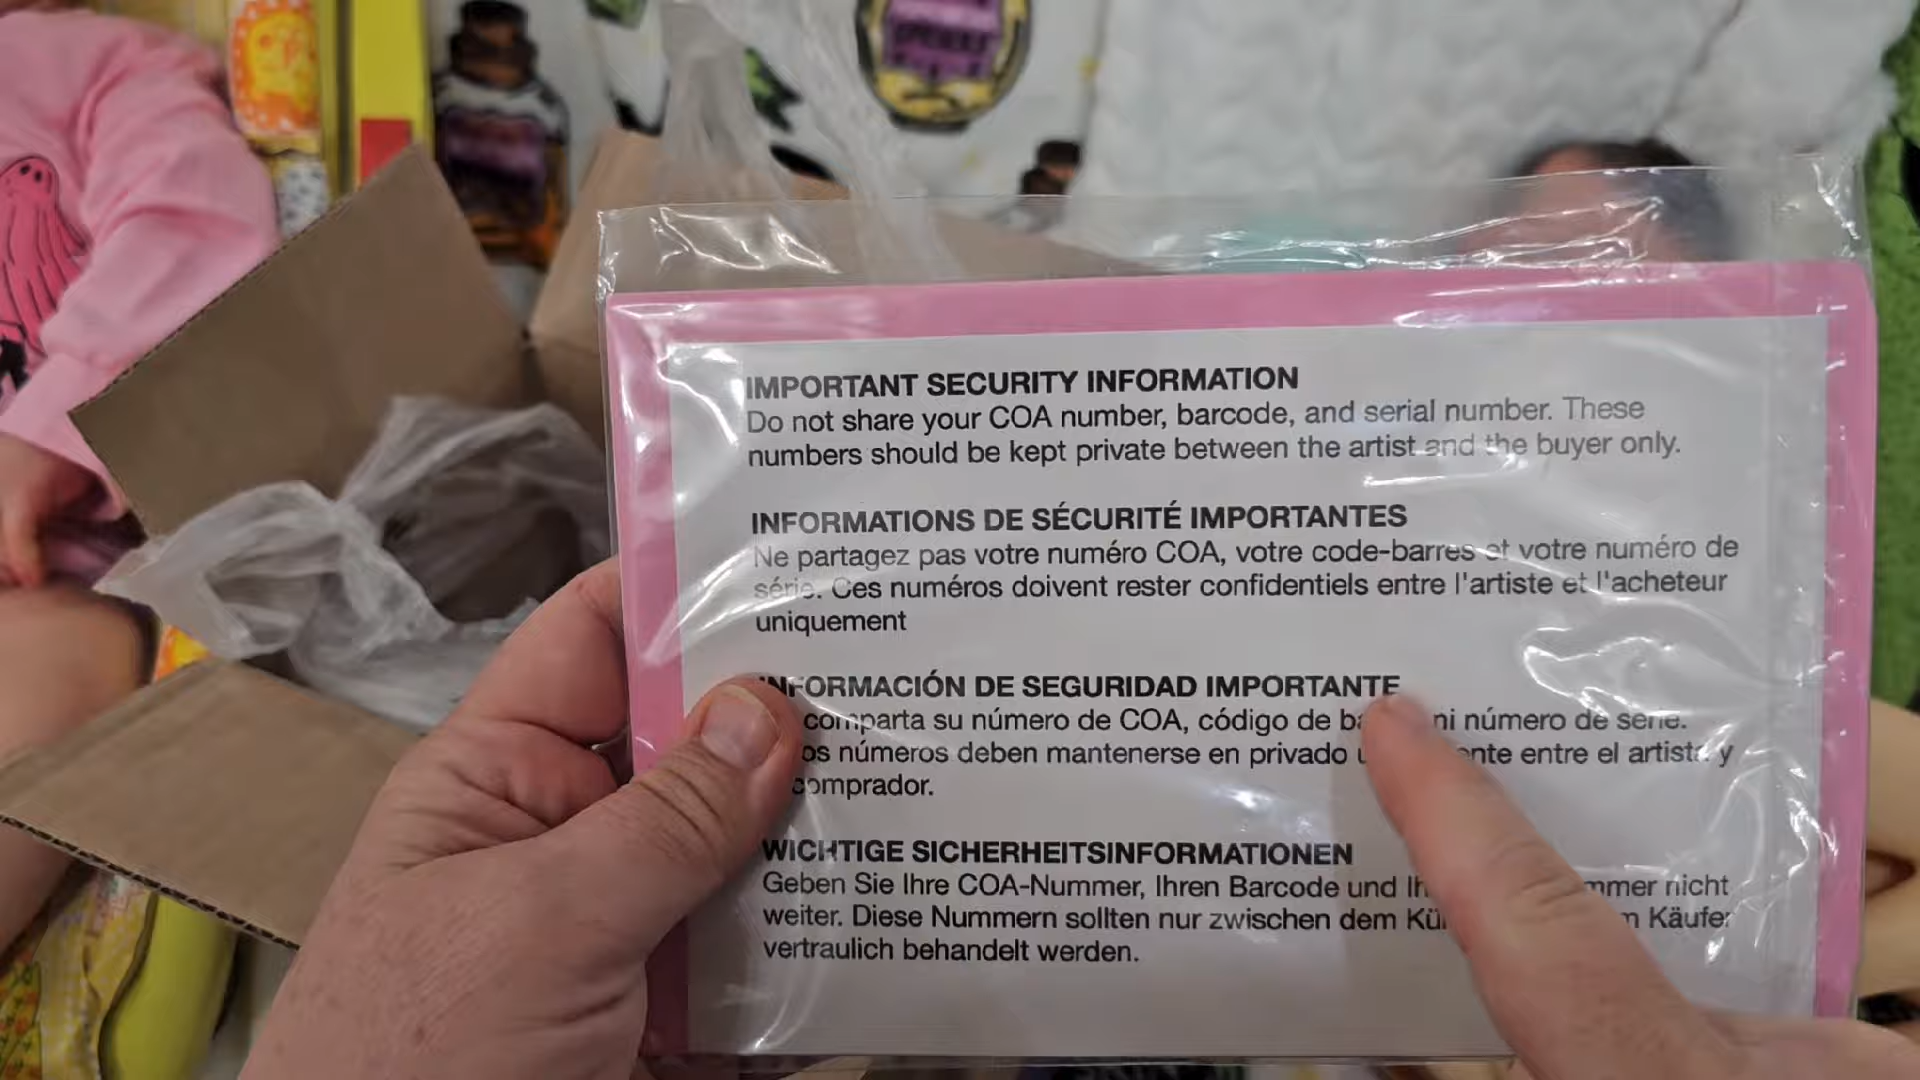 IMPORTANT SECURITY INFORMATION
Do not share your COA number, barcode, and serial number. These
numbers should be kept private between the artist and the buyer only.
INFORMATIONS DE SÉCURITÉ IMPORTANTES
Ne partagez pas votre numéro COA, votre code-barres et votre numéro de
série. Ces numéros doivent rester confidentiels entre l'artiste et l'acheteur
uniquement
INFORMACIÓN DE SEGURIDAD IMPORTANTE
comparta su número de COA, código de ni número de serie.
números deben mantenerse en privado entre el artista y
comprador.
WICHTIGE SICHERHEITSINFORMATIONEN
Geben Sie Ihre COA-Nummer, Ihren Barcode und nicht
weiter. Diese Nummern sollten nur zwischen dem Käufer
vertraulich behandelt werden.